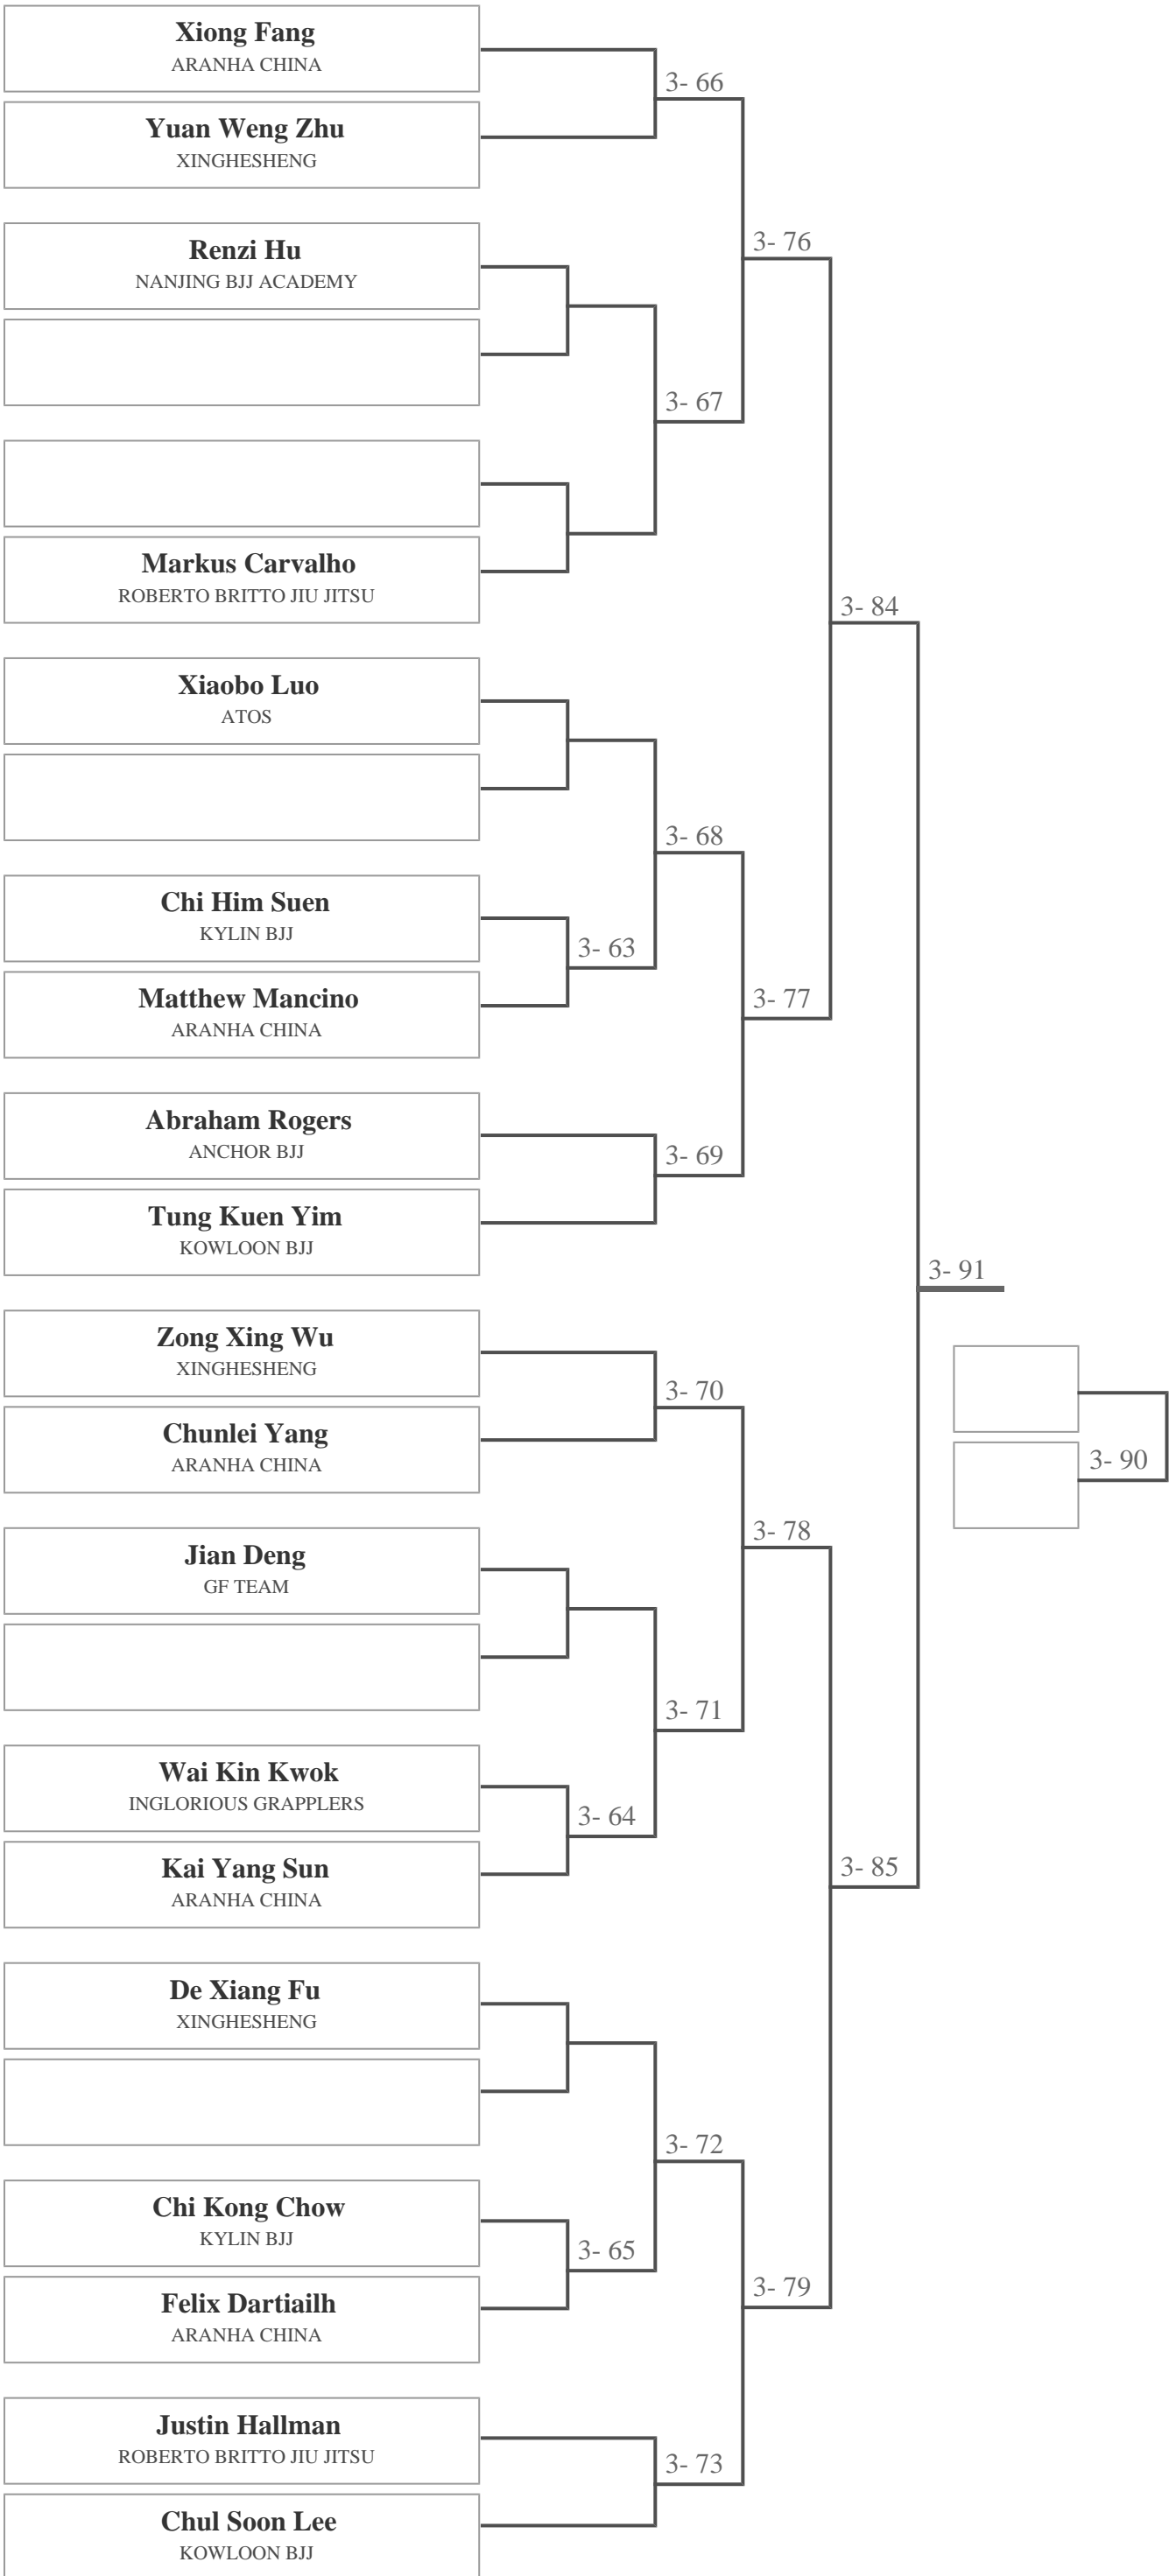 Xiong Fang
ARANHA CHINA
3- 66
Yuan Weng Zhu
XINGHESHENG
Renzi Hu
NANJING BJJ ACADEMY
3- 76
3- 67
Markus Carvalho
ROBERTO BRITTO JIU JITSU
3- 84
Xiaobo Luo
ATOS
3- 68
Chi Him Suen
KYLIN BJJ
3- 63
Matthew Mancino
ARANHA CHINA
3- 77
Abraham Rogers
ANCHOR BJJ
3- 69
Tung Kuen Yim
KOWLOON BJJ
3- 91
Zong Xing Wu
XINGHESHENG
3- 70
Chunlei Yang
ARANHA CHINA
3- 90
Jian Deng
GF TEAM
3- 78
3- 71
Wai Kin Kwok
INGLORIOUS GRAPPLERS
3- 64
Kai Yang Sun
ARANHA CHINA
3- 85
De Xiang Fu
XINGHESHENG
3- 72
Chi Kong Chow
KYLIN BJJ
3- 65
Felix Dartiailh
ARANHA CHINA
3- 79
Justin Hallman
ROBERTO BRITTO JIU JITSU
3- 73
Chul Soon Lee
KOWLOON BJJ